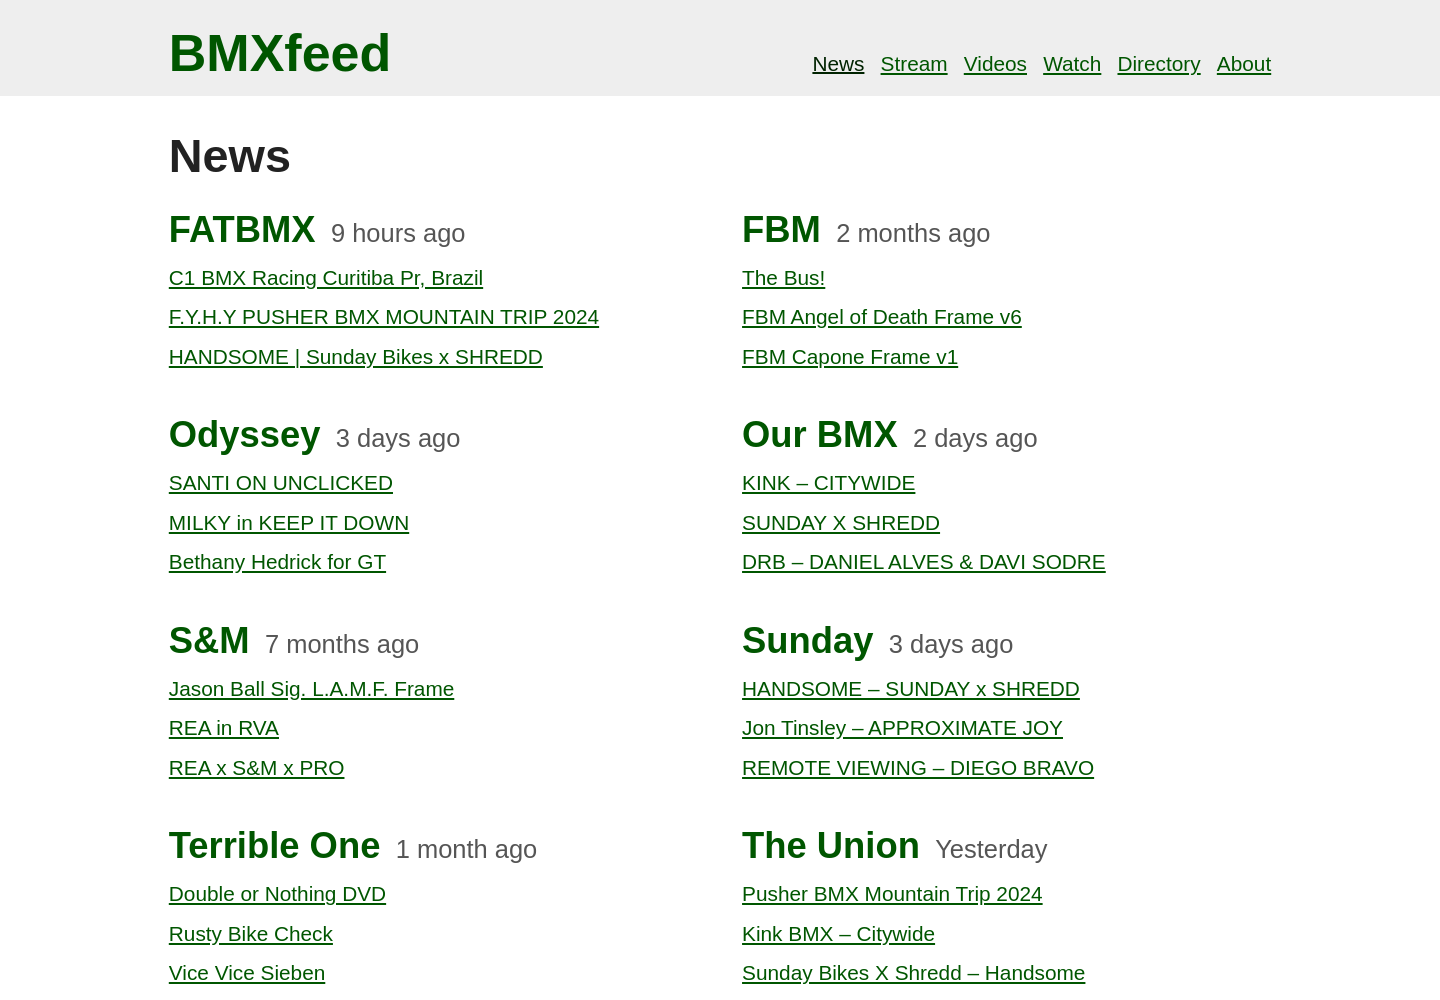 BMXfeed
News Stream Videos Watch Directory About
News
FATBMX 9 hours ago
C1 BMX Racing Curitiba Pr, Brazil
F.Y.H.Y PUSHER BMX MOUNTAIN TRIP 2024
HANDSOME | Sunday Bikes x SHREDD
FBM 2 months ago
The Bus!
FBM Angel of Death Frame v6
FBM Capone Frame v1
Odyssey 3 days ago
SANTI ON UNCLICKED
MILKY in KEEP IT DOWN
Bethany Hedrick for GT
Our BMX 2 days ago
KINK – CITYWIDE
SUNDAY X SHREDD
DRB – DANIEL ALVES & DAVI SODRE
S&M 7 months ago
Jason Ball Sig. L.A.M.F. Frame
REA in RVA
REA x S&M x PRO
Sunday 3 days ago
HANDSOME – SUNDAY x SHREDD
Jon Tinsley – APPROXIMATE JOY
REMOTE VIEWING – DIEGO BRAVO
Terrible One 1 month ago
Double or Nothing DVD
Rusty Bike Check
Vice Vice Sieben
The Union Yesterday
Pusher BMX Mountain Trip 2024
Kink BMX – Citywide
Sunday Bikes X Shredd – Handsome